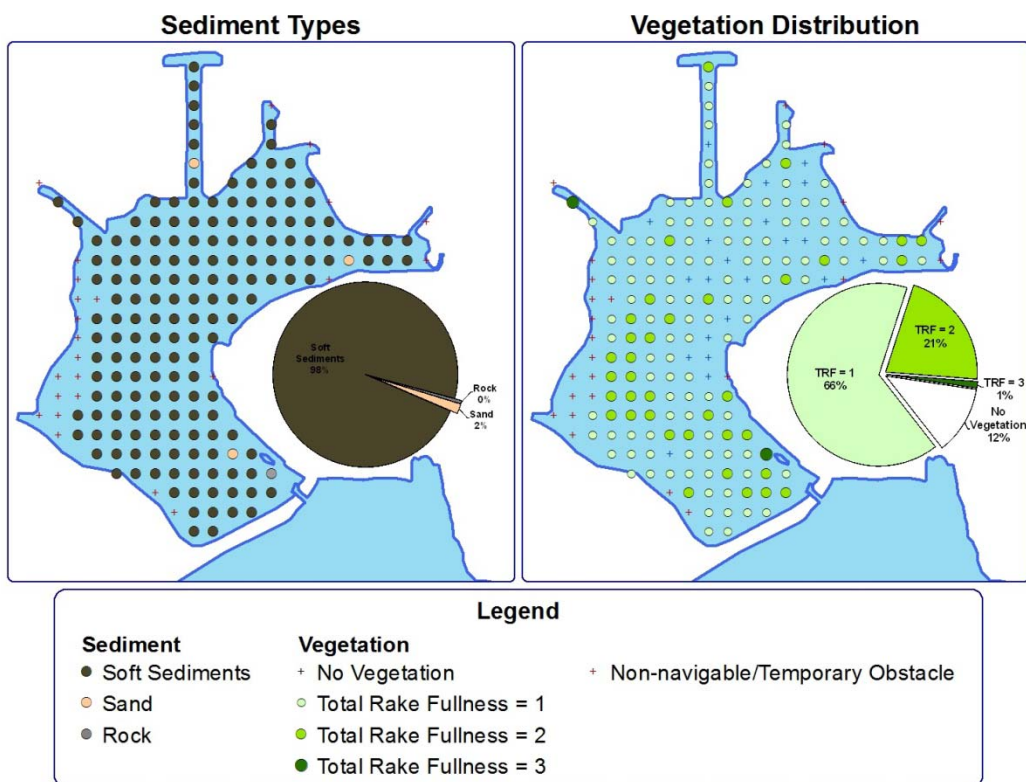 Sediment Types
Vegetation Distribution
Soft
Sediments
98%
Rock
0%
Sand
2%
TRF = 1
66%
TRF = 2
21%
TRF = 3
1%
No
Vegetation
12%
Legend
Sediment
Soft Sediments
Sand
Rock
Vegetation
No Vegetation
Total Rake Fullness = 1
Total Rake Fullness = 2
Total Rake Fullness = 3
Non-navigable/Temporary Obstacle